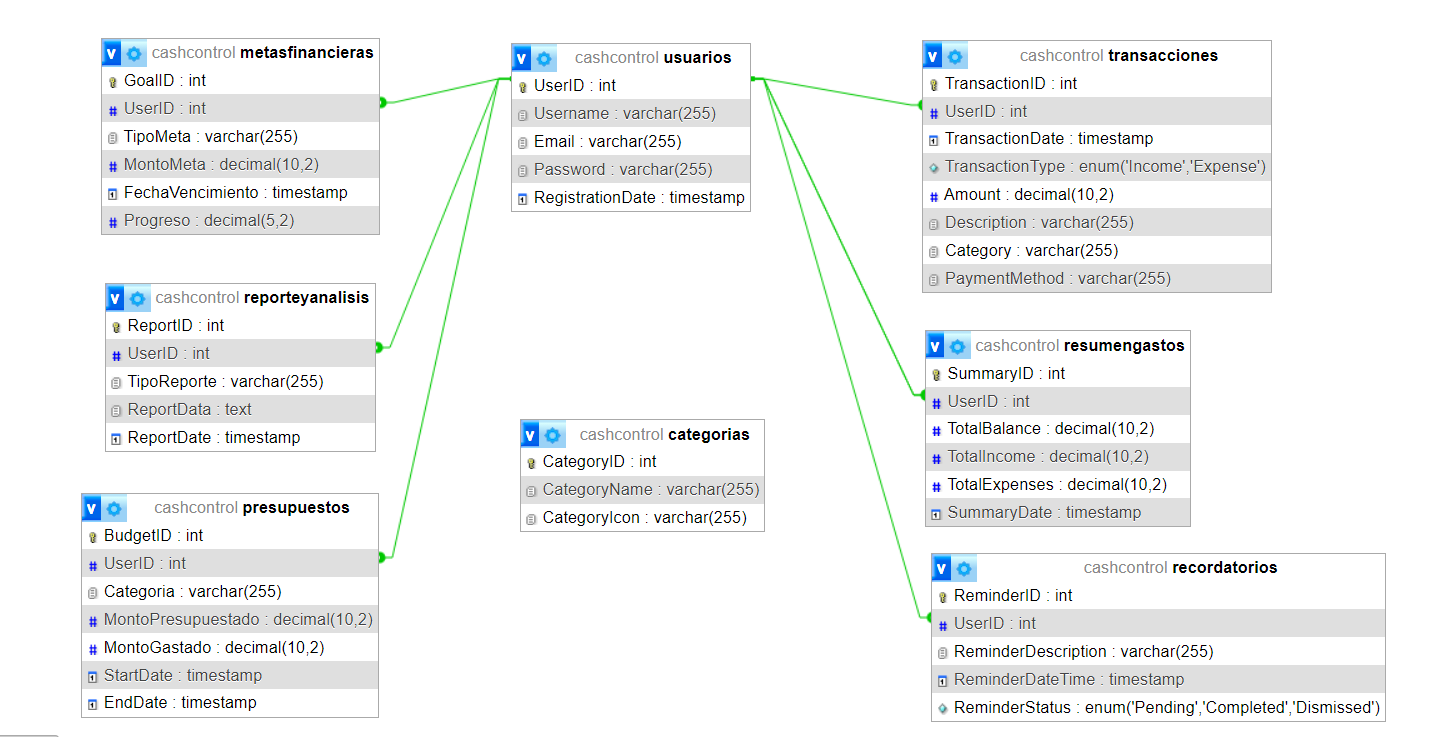 cashcontrol metasfinancieras
GoalID : int
UserID : int
TipoMeta : varchar(255)
MontoMeta : decimal(10,2)
FechaVencimiento : timestamp
Progreso : decimal(5,2)
cashcontrol reporteyanalisis
ReportID : int
UserID : int
TipoReporte : varchar(255)
ReportData : text
ReportDate : timestamp
cashcontrol presupuestos
BudgetID : int
UserID : int
Categoria : varchar(255)
MontoPresupuestado : decimal(10,2)
MontoGastado : decimal(10,2)
StartDate : timestamp
EndDate : timestamp
cashcontrol usuarios
UserID : int
Username : varchar(255)
Email : varchar(255)
Password : varchar(255)
RegistrationDate : timestamp
cashcontrol categorias
CategoryID : int
CategoryName : varchar(255)
CategoryIcon : varchar(255)
cashcontrol transacciones
TransactionID : int
UserID : int
TransactionDate : timestamp
TransactionType : enum('Income','Expense')
Amount : decimal(10,2)
Description : varchar(255)
Category : varchar(255)
PaymentMethod : varchar(255)
cashcontrol resumengastos
SummaryID : int
UserID : int
TotalBalance : decimal(10,2)
TotalIncome : decimal(10,2)
TotalExpenses : decimal(10,2)
SummaryDate : timestamp
cashcontrol recordatorios
ReminderID : int
UserID : int
ReminderDescription : varchar(255)
ReminderDateTime : timestamp
ReminderStatus : enum('Pending','Completed','Dismissed')